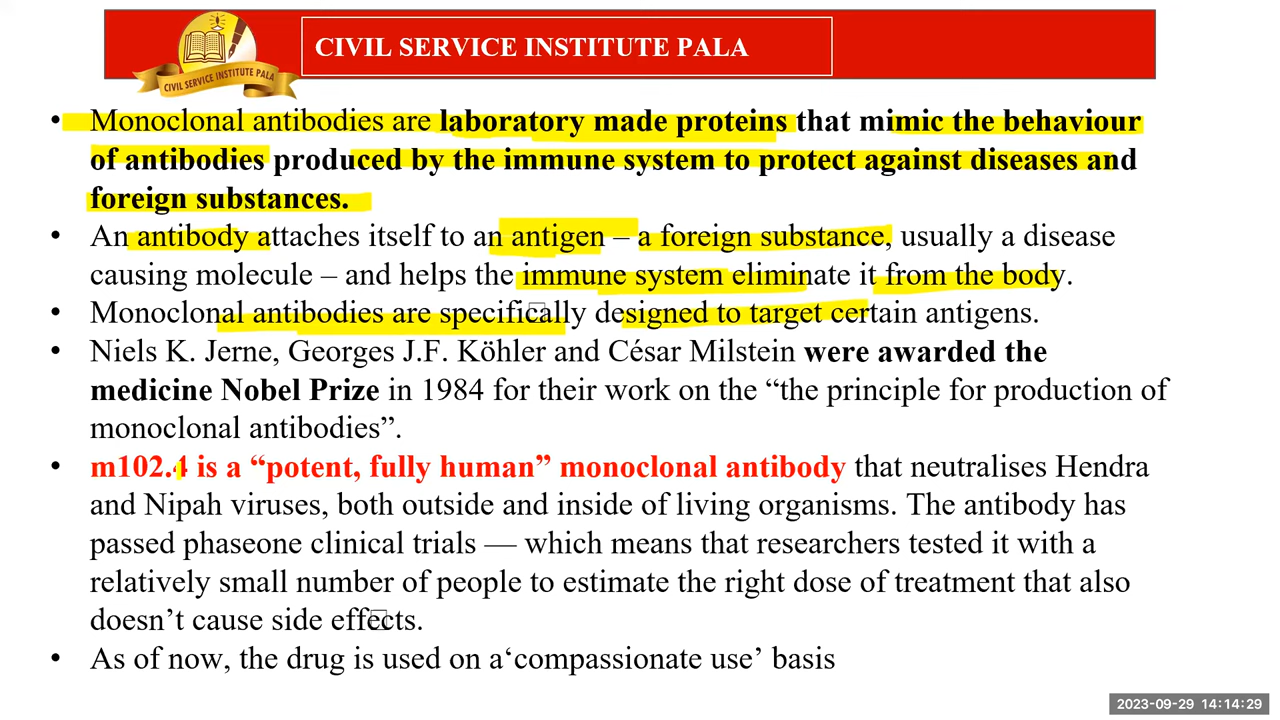 CIVIL SERVICE INSTITUTE PALA
CIVIL SERVICE INSTITUTE PALA
• Monoclonal antibodies are laboratory made proteins that mimic the behaviour
of antibodies produced by the immune system to protect against diseases and
foreign substances.
• An antibody attaches itself to an antigen – a foreign substance, usually a disease
causing molecule – and helps the immune system eliminate it from the body.
• Monoclonal antibodies are specifically designed to target certain antigens.
• Niels K. Jerne, Georges J.F. Köhler and César Milstein were awarded the
medicine Nobel Prize in 1984 for their work on the “the principle for production of
monoclonal antibodies”.
• m102.4 is a “potent, fully human” monoclonal antibody that neutralises Hendra
and Nipah viruses, both outside and inside of living organisms. The antibody has
passed phaseone clinical trials — which means that researchers tested it with a
relatively small number of people to estimate the right dose of treatment that also
doesn’t cause side effects.
• As of now, the drug is used on a‘compassionate use’ basis
2023-09-29 14:14:29